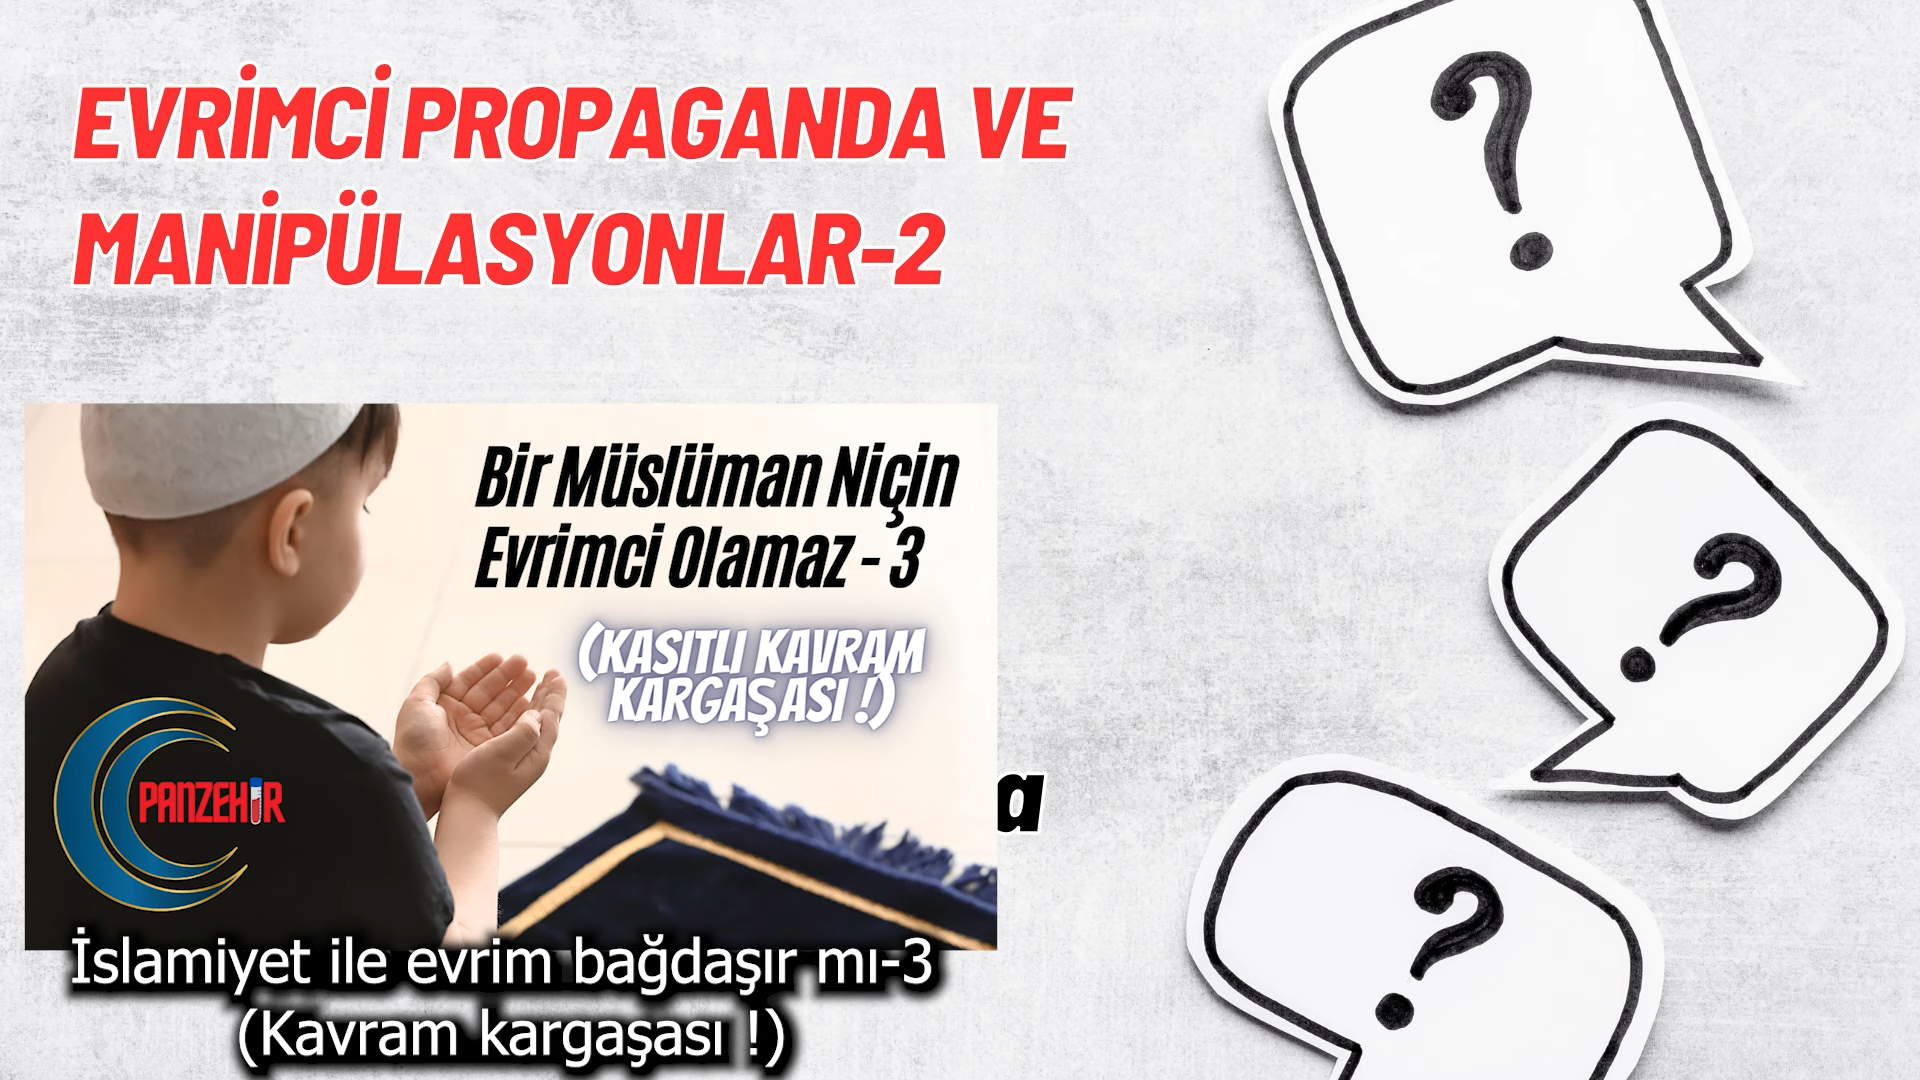 EVRİMCİ PROPAGANDA VE
MANİPÜLASYONLAR-2
Bir Müslüman Niçin
Evrimci Olamaz - 3
(KASITLI KAVRAM
KARGAŞASI !)
PANZEHİR
a
İslamiyet ile evrim bağdaşır mı-3
(Kavram kargaşası !)